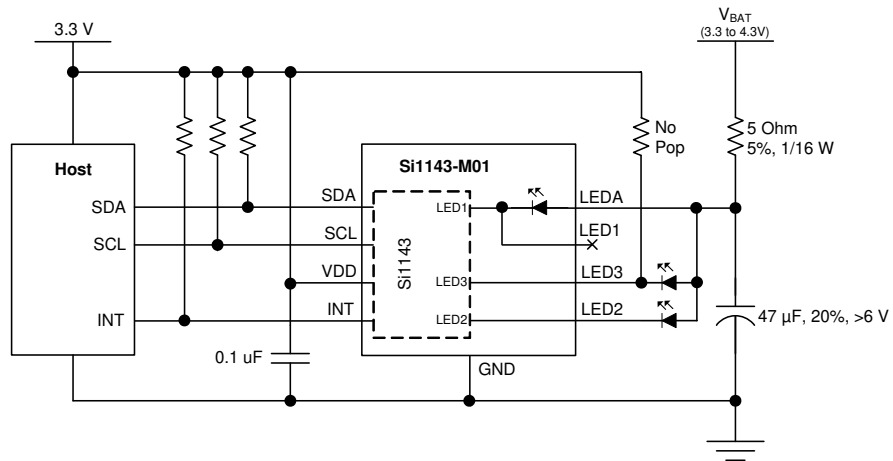 3.3 V
VBAT
(3.3 to 4.3V)
No
Pop
5 Ohm
5%, 1/16 W
Host
Si1143-M01
SDA
SDA
LED1
LEDA
SCL
SCL
LED1
Si1143
VDD
LED3
LED3
INT
INT
LED2
LED2
47 µF, 20%, >6 V
0.1 uF
GND